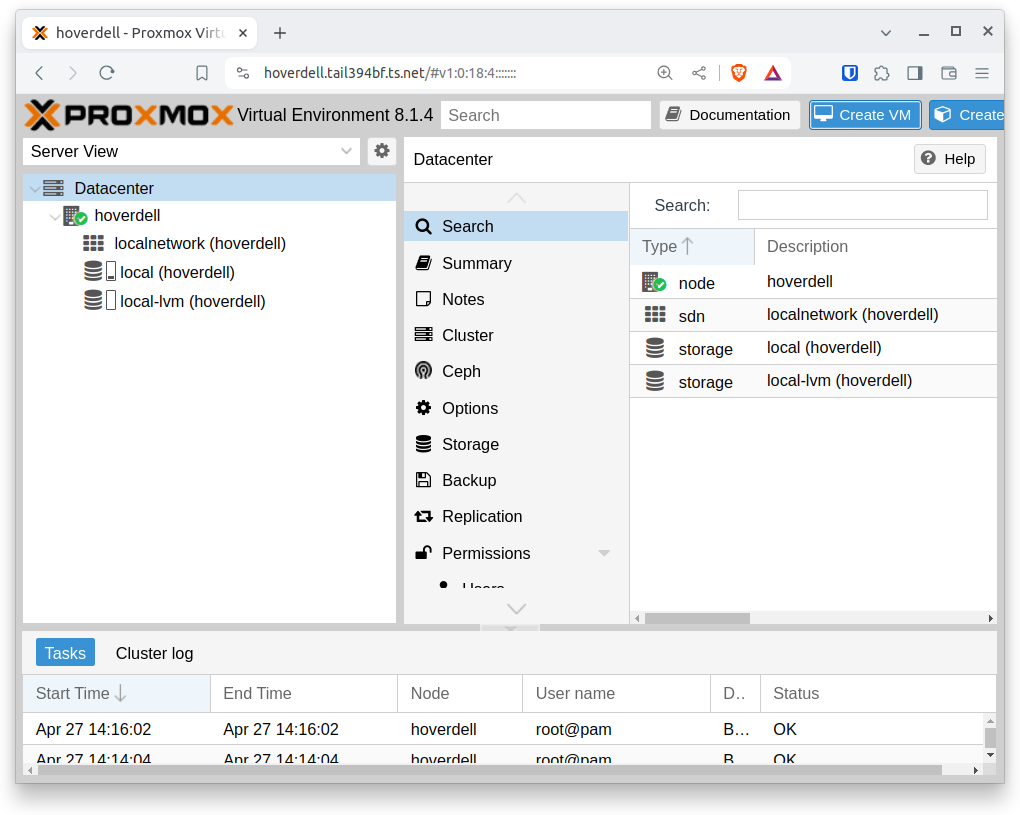 hoverdell - Proxmox Virtu
hoverdell.tail394bf.ts.net/#v1:0:18:4:::::::
PROXMOX Virtual Environment 8.1.4 Search Documentation Create VM Create
Server View
Datacenter
hoverdell
localnetwork (hoverdell)
local (hoverdell)
local-lvm (hoverdell)
Datacenter Help
Search
Summary
Notes
Cluster
Ceph
Options
Storage
Backup
Replication
Permissions
Users
Search:
Type Description
node hoverdell
sdn localnetwork (hoverdell)
storage local (hoverdell)
storage local-lvm (hoverdell)
Tasks Cluster log
Start Time End Time Node User name D.. Status
Apr 27 14:16:02 Apr 27 14:16:02 hoverdell root@pam B... OK
Apr 27 14:14:04 Apr 27 14:14:04 hoverdell root@pam B OK